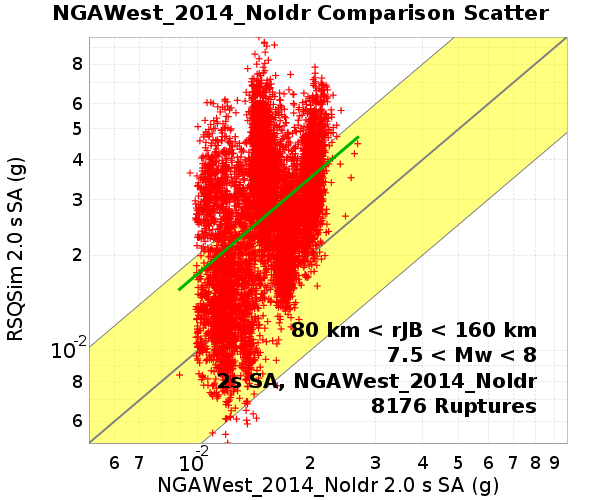 NGAWest_2014_NoIdr Comparison Scatter
RSQSim 2.0 s SA (g)
8
6
5
4
3
2
10-2
8
6
80 km < rJB < 160 km
7.5 < Mw < 8
2s SA, NGAWest_2014_NoIdr
8176 Ruptures
6 7 10-2 2 3 4 5 6 7 8 9
NGAWest_2014_NoIdr 2.0 s SA (g)